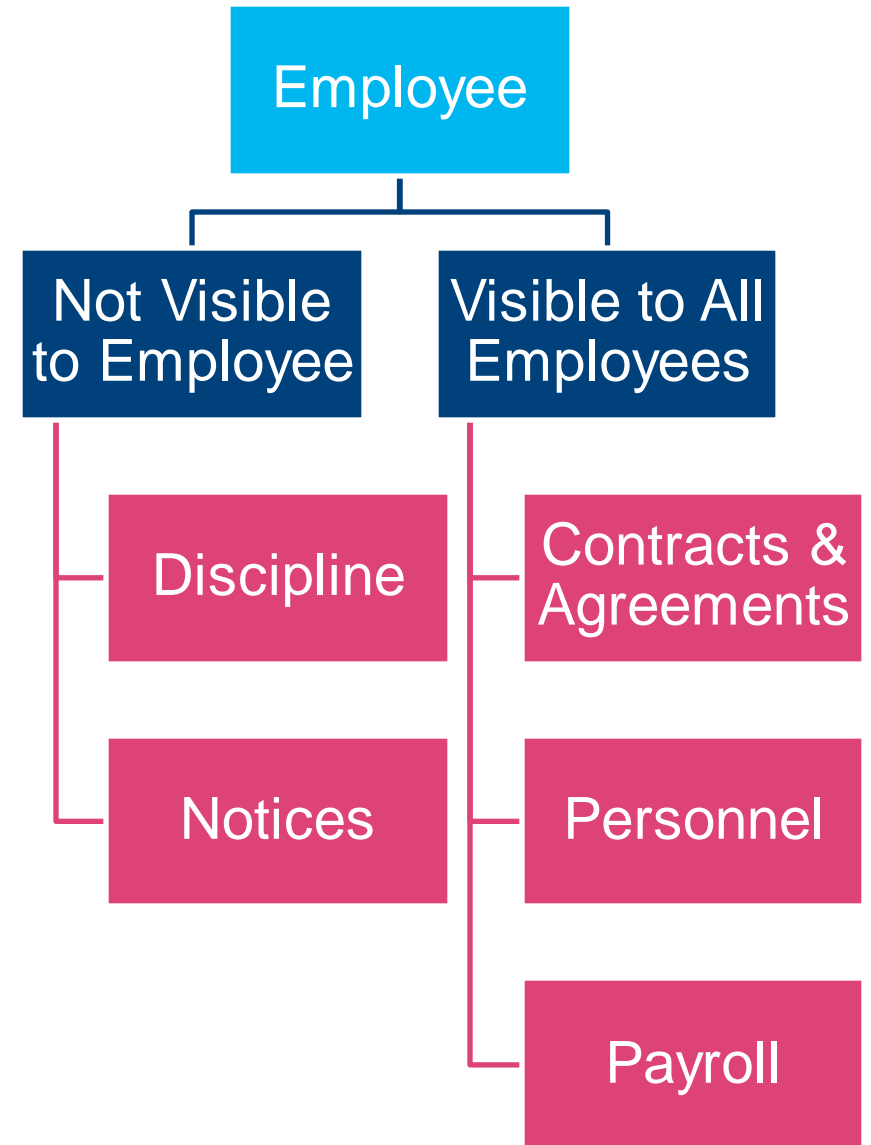 Employee
Not Visible
to Employee
Visible to All
Employees
Discipline
Notices
Contracts &
Agreements
Personnel
Payroll